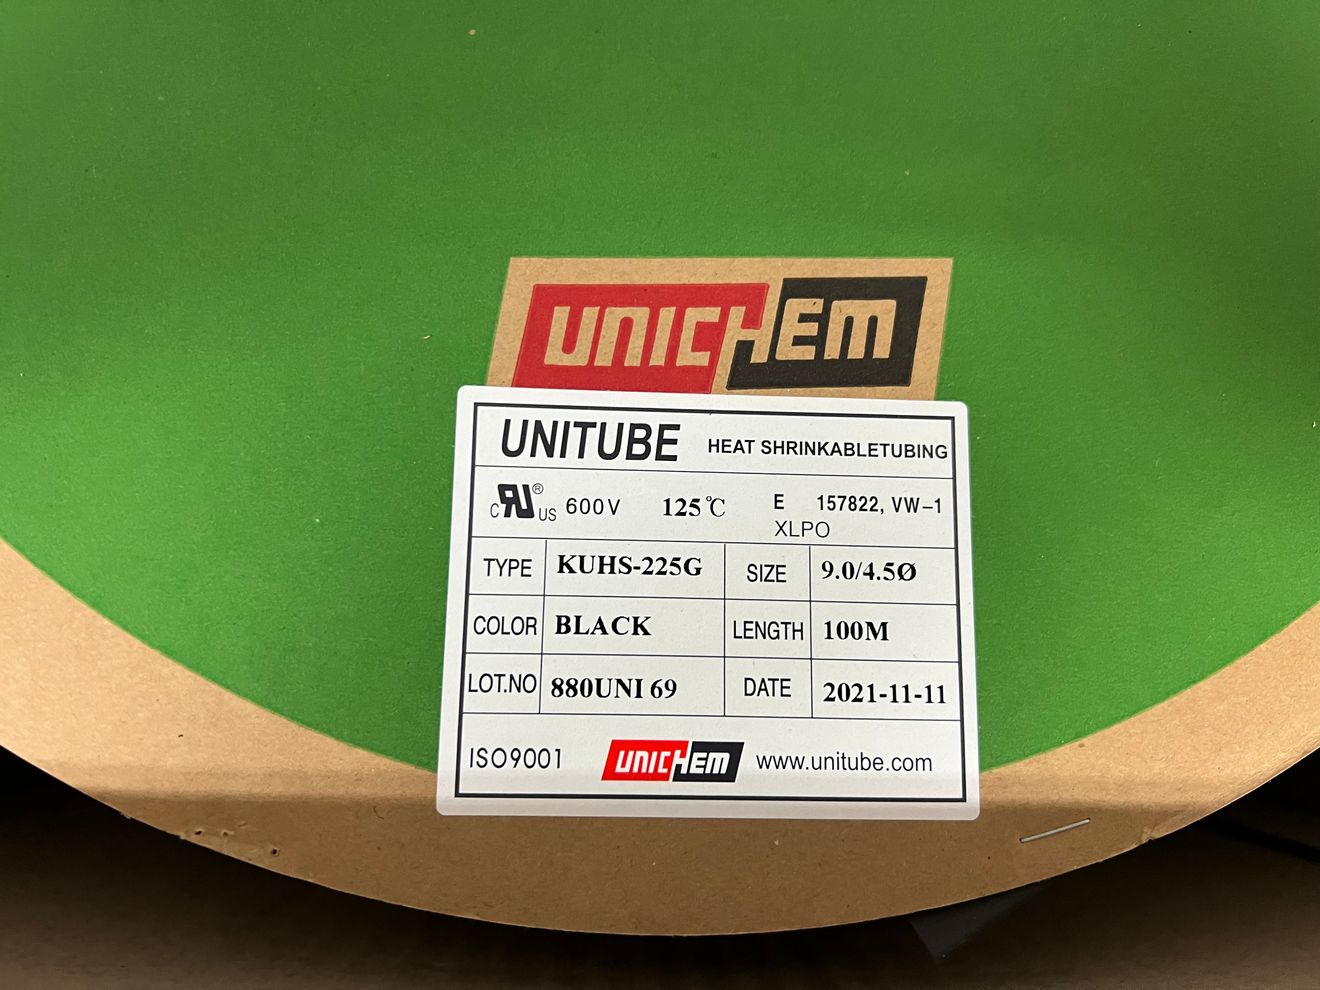 UNICHEM
UNITUBE HEAT SHRINKABLETUBING
c RU ® US 600V 125℃ E 157822, VW-1
XLPO
TYPE KUHS-225G SIZE 9.0/4.5Ø
COLOR BLACK LENGTH 100M
LOT.NO 880UNI 69 DATE 2021-11-11
ISO9001 UNICHEM www.unitube.com